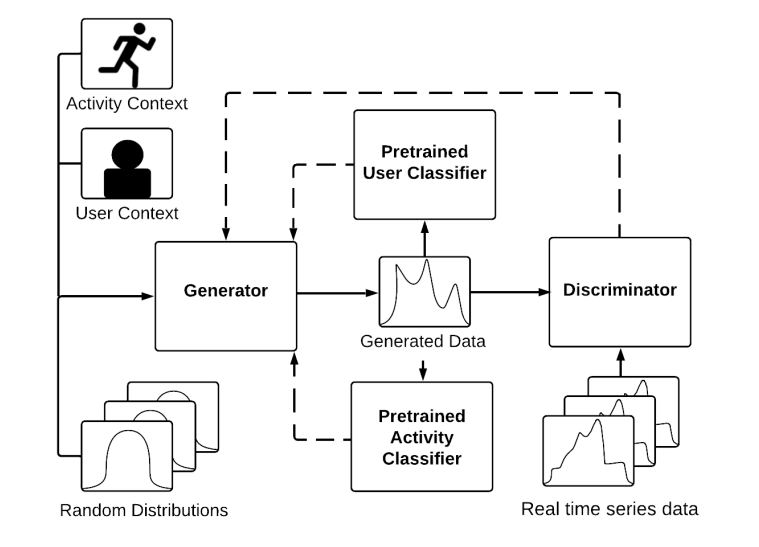 Activity Context
User Context
Pretrained
User Classifier
Generator
Generated Data
Discriminator
Pretrained
Activity
Classifier
Random Distributions
Real time series data